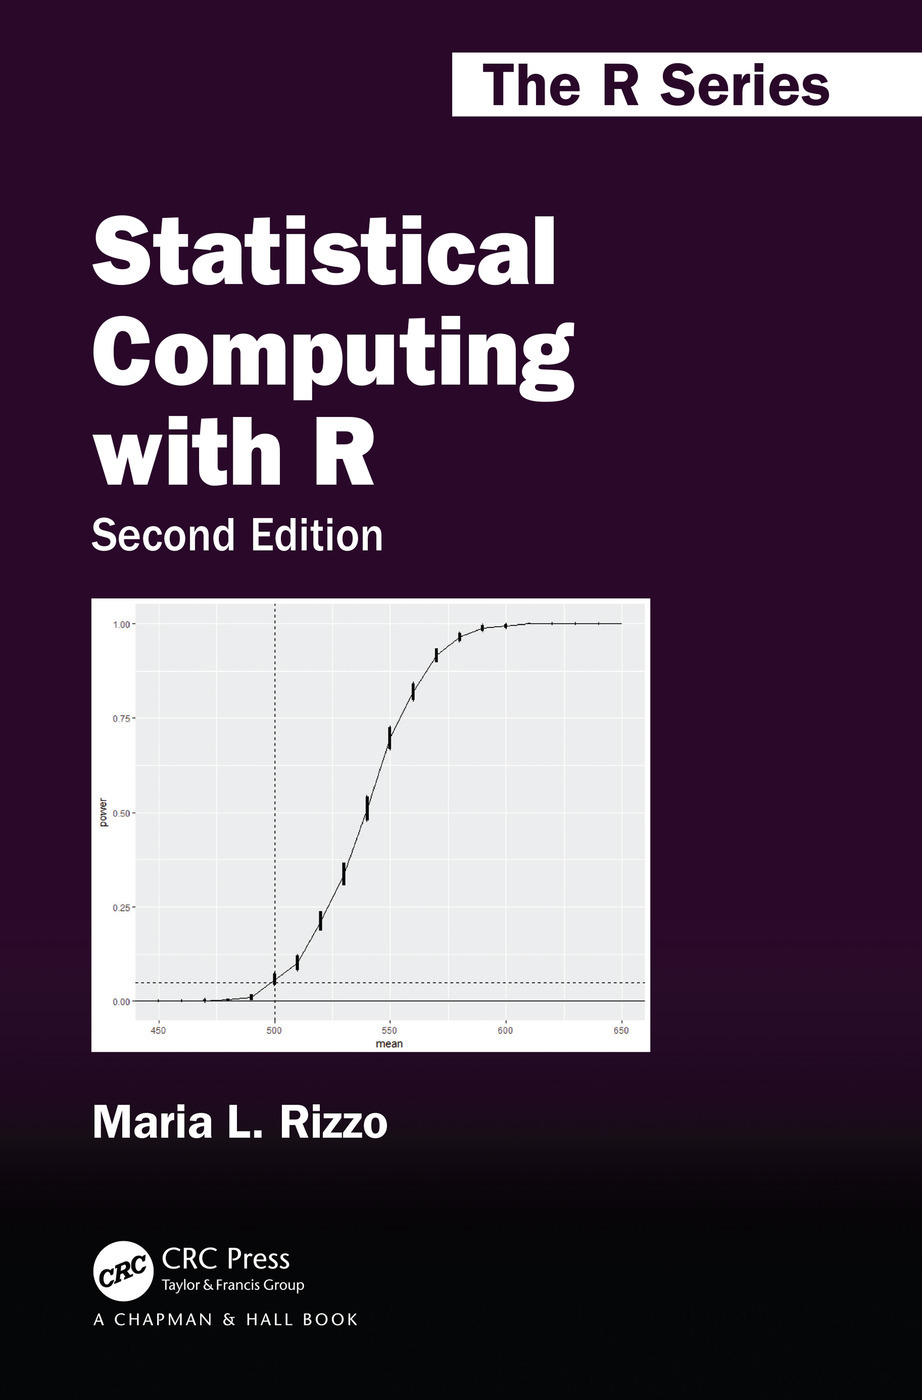 The R Series
Statistical
Computing
with R
Second Edition
1.00
0.75
0.50
0.25
0.00
power
450 500 550 600 650
mean
Maria L. Rizzo
CRC
CRC Press
Taylor & Francis Group
A CHAPMAN & HALL BOOK